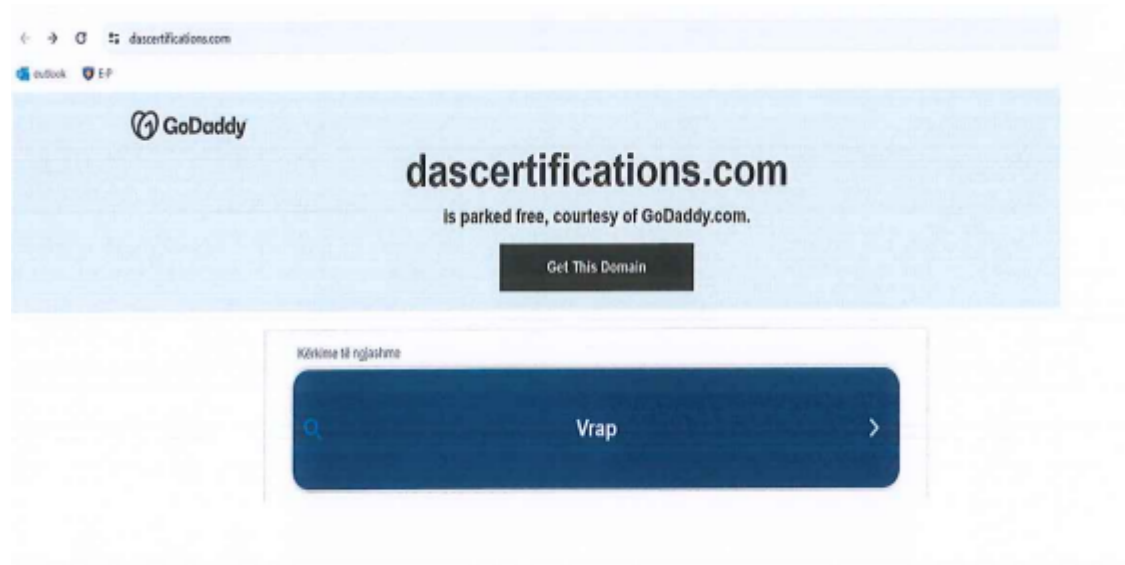 dascertifications.com
outlook E-P
GoDaddy
dascertifications.com
is parked free, courtesy of GoDaddy.com.
Get This Domain
Kërkime të ngjashme
Vrap